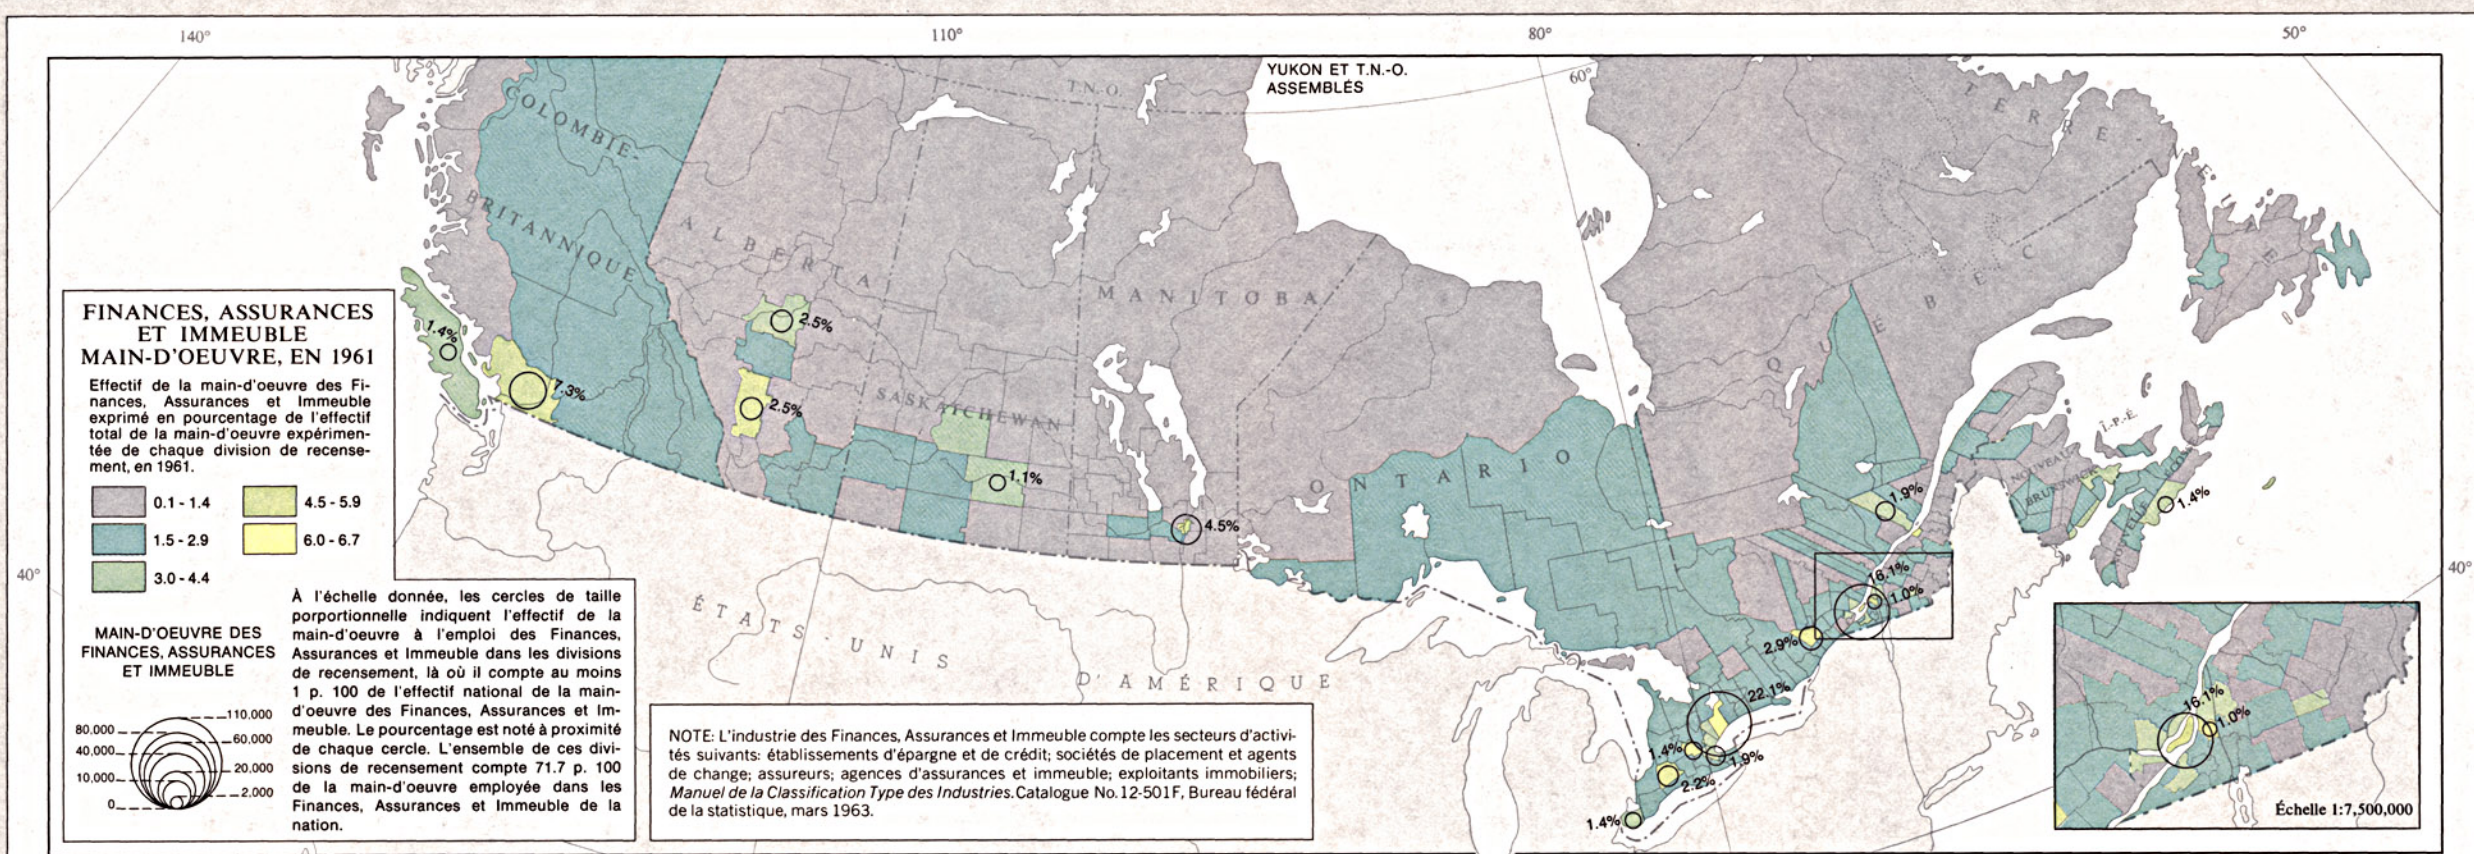 140°
110°
80°
50°
YUKON ET T.N.-O.
ASSEMBLÉS
60°
T.N.O.
TERRE-NEUVE
COLOMBIE-
BRITANNIQUE
ALBERTA
MANITOBA
SASKATCHEWAN
ONTARIO
QUÉBEC
Î.-P.-É
NOUVEAU
BRUNSWICK
FINANCES, ASSURANCES
ET IMMEUBLE
MAIN-D'OEUVRE, EN 1961
Effectif de la main-d'oeuvre des Fi-
nances, Assurances et Immeuble
exprimé en pourcentage de l'effectif
total de la main-d'oeuvre expérimen-
tée de chaque division de recense-
ment, en 1961.
0.1 - 1.4
4.5 - 5.9
1.5 - 2.9
6.0 - 6.7
3.0 - 4.4
MAIN-D'OEUVRE DES
FINANCES, ASSURANCES
ET IMMEUBLE
110.000
80.000
60,000
40,000
20,000
10,000
2,000
0
À l'échelle donnée, les cercles de taille
porportionnelle indiquent l'effectif de la
main-d'oeuvre à l'emploi des Finances,
Assurances et Immeuble dans les divisions
de recensement, là où il compte au moins
1 p. 100 de l'effectif national de la main-
d'oeuvre des Finances, Assurances et Im-
meuble. Le pourcentage est noté à proximité
de chaque cercle. L'ensemble de ces divi-
sions de recensement compte 71.7 p. 100
de la main-d'oeuvre employée dans les
Finances, Assurances et Immeuble de la
nation.
1.4%
7.3%
2.5%
2.5%
1.1%
4.5%
1.9%
1.4%
16.1%
1.0%
2.9%
22.1%
1.4%
1.9%
2.2%
1.4%
40°
40°
ÉTATS-UNIS
D'AMÉRIQUE
NOTE: L'industrie des Finances, Assurances et Immeuble compte les secteurs d'activi-
tés suivants: établissements d'épargne et de crédit; sociétés de placement et agents
de change; assureurs; agences d'assurances et immeuble; exploitants immobiliers;
Manuel de la Classification Type des Industries. Catalogue No. 12-501F, Bureau fédéral
de la statistique, mars 1963.
16.1%
1.0%
Échelle 1:7,500,000